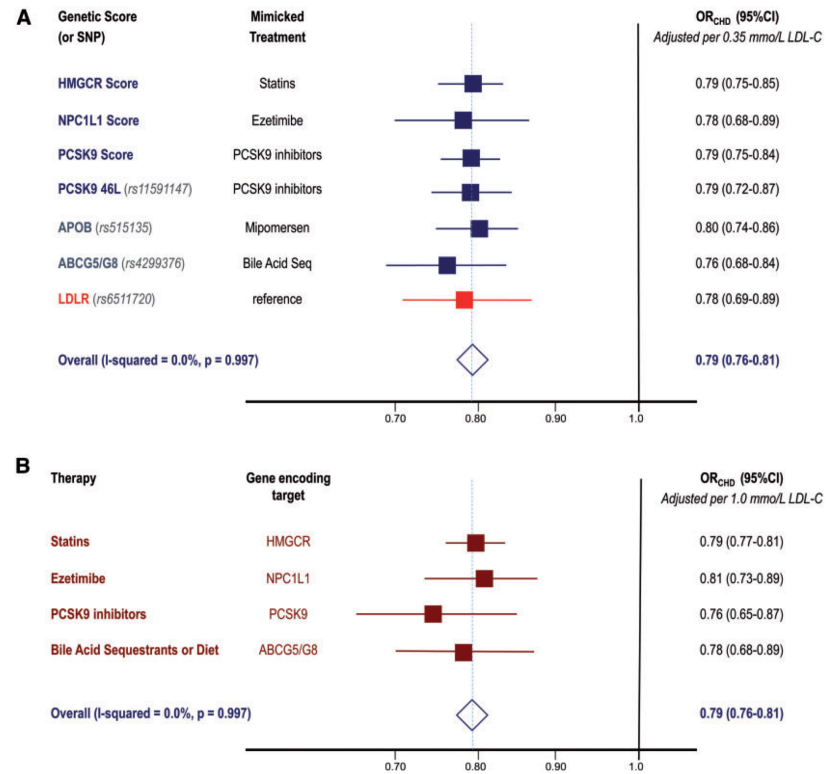 A
Genetic Score Mimicked ORCHD (95%CI)
(or SNP) Treatment Adjusted per 0.35 mmo/L LDL-C
HMGCR Score Statins 0.79 (0.75-0.85)
NPC1L1 Score Ezetimibe 0.78 (0.68-0.89)
PCSK9 Score PCSK9 inhibitors 0.79 (0.75-0.84)
PCSK9 46L (rs11591147) PCSK9 inhibitors 0.79 (0.72-0.87)
APOB (rs515135) Mipomersen 0.80 (0.74-0.86)
ABCG5/G8 (rs4299376) Bile Acid Seq 0.76 (0.68-0.84)
LDLR (rs6511720) reference 0.78 (0.69-0.89)
Overall (I-squared = 0.0%, p = 0.997) 0.79 (0.76-0.81)
0.70 0.80 0.90 1.0
B
Therapy Gene encoding ORCHD (95%CI)
target Adjusted per 1.0 mmo/L LDL-C
Statins HMGCR 0.79 (0.77-0.81)
Ezetimibe NPC1L1 0.81 (0.73-0.89)
PCSK9 inhibitors PCSK9 0.76 (0.65-0.87)
Bile Acid Sequestrants or Diet ABCG5/G8 0.78 (0.68-0.89)
Overall (I-squared = 0.0%, p = 0.997) 0.79 (0.76-0.81)
0.70 0.80 0.90 1.0